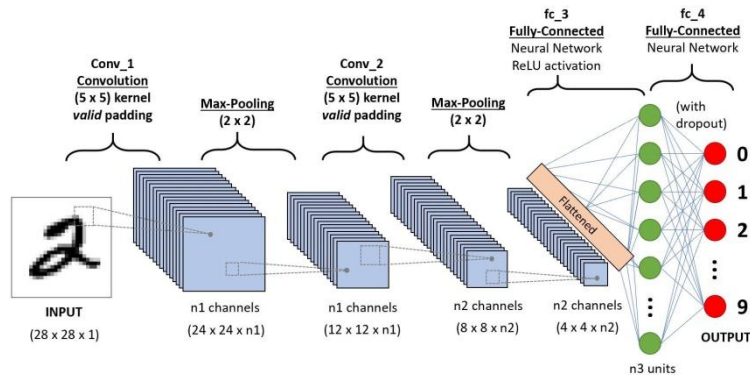 Conv_1
Convolution
(5 x 5) kernel
valid padding
Max-Pooling
(2 x 2)
Conv_2
Convolution
(5 x 5) kernel
valid padding
Max-Pooling
(2 x 2)
fc_3
Fully-Connected
Neural Network
ReLU activation
fc_4
Fully-Connected
Neural Network
(with
dropout)
Flattened
0
1
2
9
OUTPUT
2
INPUT
(28 x 28 x 1)
n1 channels
(24 x 24 x n1)
n1 channels
(12 x 12 x n1)
n2 channels
(8 x 8 x n2)
n2 channels
(4 x 4 x n2)
n3 units